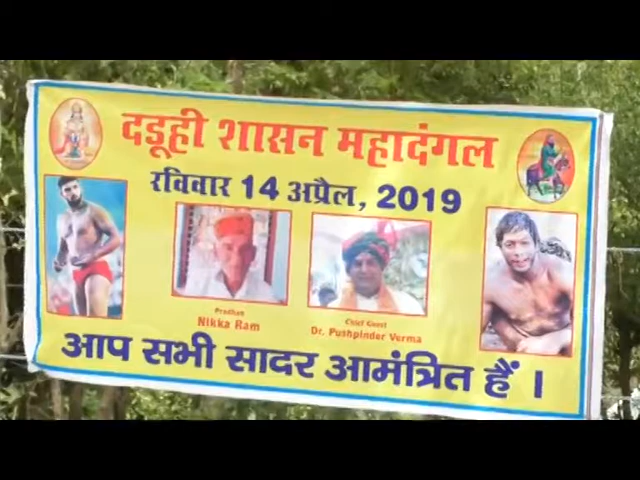 दडूही शासन महादंगल
रविवार 14 अप्रैल, 2019
Pradhan
Nikka Ram
Chief Guest
Dr. Pushpinder Verma
आप सभी सादर आमंत्रित हैं ।